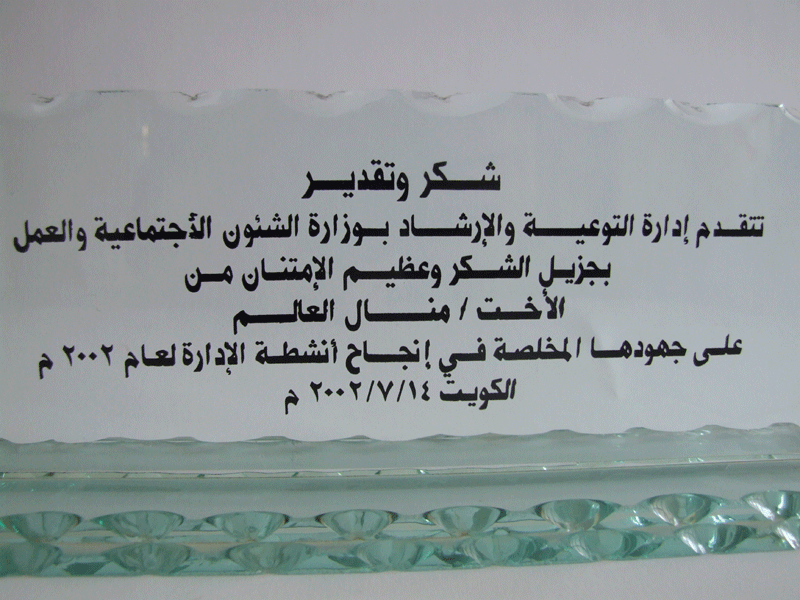 شكر وتقدير
تتقدم إدارة التوعية والإرشاد بوزارة الشئون الأجتماعية والعمل
بجزيل الشكر وعظيم الإمتنان من
الأخت / منال العالم
على جهودها المخلصة في إنجاح أنشطة الإدارة لعام ٢٠٠٢ م
الكويت ٢٠٠٢/٧/١٤ م